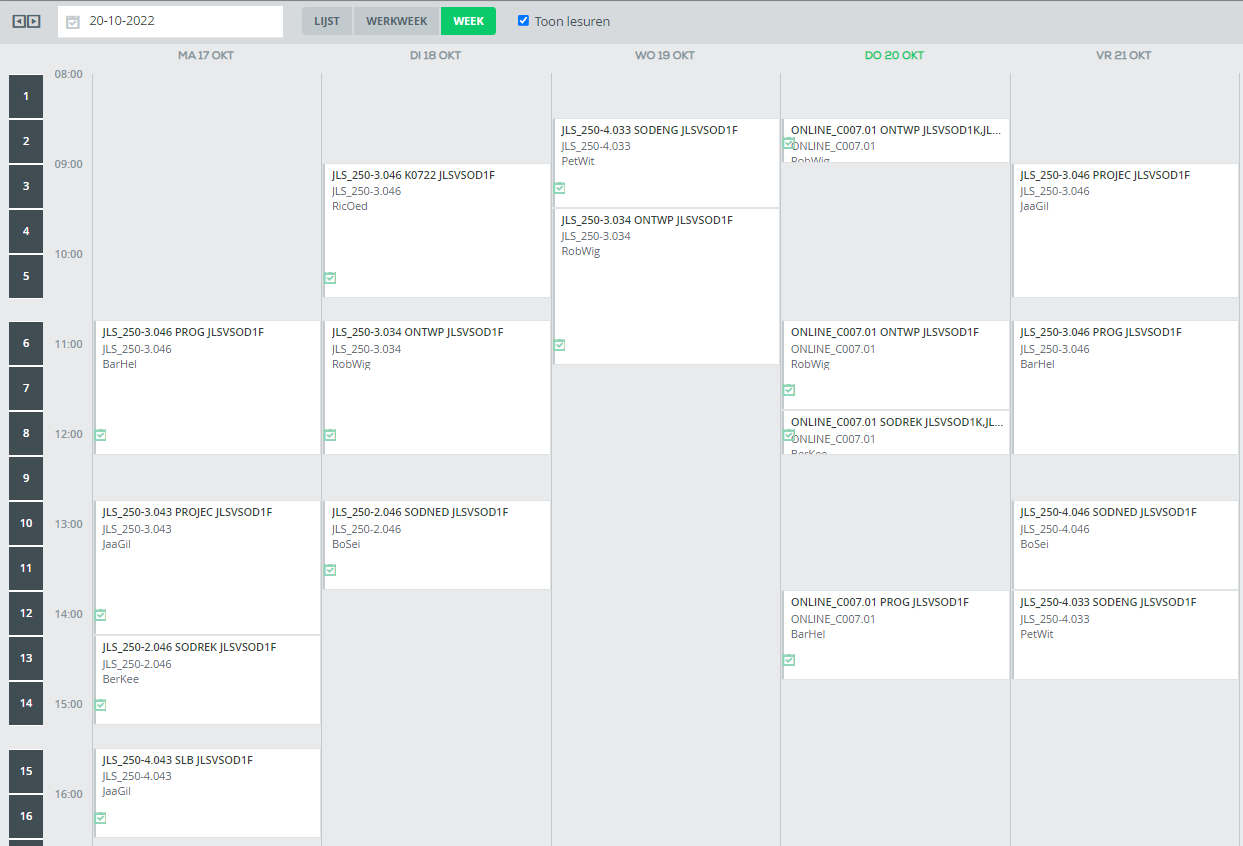 20-10-2022
LIJST
WERKWEEK
WEEK
Toon lesuren
MA 17 OKT
DI 18 OKT
WO 19 OKT
DO 20 OKT
VR 21 OKT
08:00
09:00
10:00
11:00
12:00
13:00
14:00
15:00
16:00
1
2
3
4
5
6
7
8
9
10
11
12
13
14
15
16
JLS_250-3.046 PROG JLSVSOD1F
JLS_250-3.046
BarHel
JLS_250-3.043 PROJEC JLSVSOD1F
JLS_250-3.043
JaaGil
JLS_250-2.046 SODREK JLSVSOD1F
JLS_250-2.046
BerKee
JLS_250-4.043 SLB JLSVSOD1F
JLS_250-4.043
JaaGil
JLS_250-3.046 K0722 JLSVSOD1F
JLS_250-3.046
RicOed
JLS_250-3.034 ONTWP JLSVSOD1F
JLS_250-3.034
RobWig
JLS_250-2.046 SODNED JLSVSOD1F
JLS_250-2.046
BoSei
JLS_250-4.033 SODENG JLSVSOD1F
JLS_250-4.033
PetWit
JLS_250-3.034 ONTWP JLSVSOD1F
JLS_250-3.034
RobWig
ONLINE_C007.01 ONTWP JLSVSOD1K,JL...
ONLINE_C007.01
RobWig
ONLINE_C007.01 ONTWP JLSVSOD1F
ONLINE_C007.01
RobWig
ONLINE_C007.01 SODREK JLSVSOD1K,JL...
ONLINE_C007.01
BerKee
ONLINE_C007.01 PROG JLSVSOD1F
ONLINE_C007.01
BarHel
JLS_250-3.046 PROJEC JLSVSOD1F
JLS_250-3.046
JaaGil
JLS_250-3.046 PROG JLSVSOD1F
JLS_250-3.046
BarHel
JLS_250-4.046 SODNED JLSVSOD1F
JLS_250-4.046
BoSei
JLS_250-4.033 SODENG JLSVSOD1F
JLS_250-4.033
PetWit